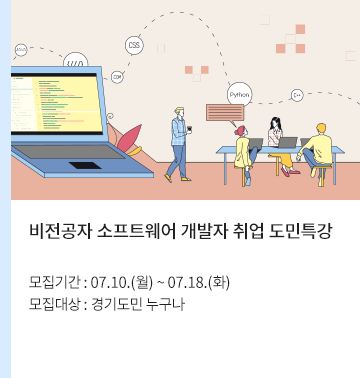 CSS
.COM
Python
C++
비전공자 소프트웨어 개발자 취업 도민특강
모집기간 : 07.10.(월) ~ 07.18.(화)
모집대상 : 경기도민 누구나